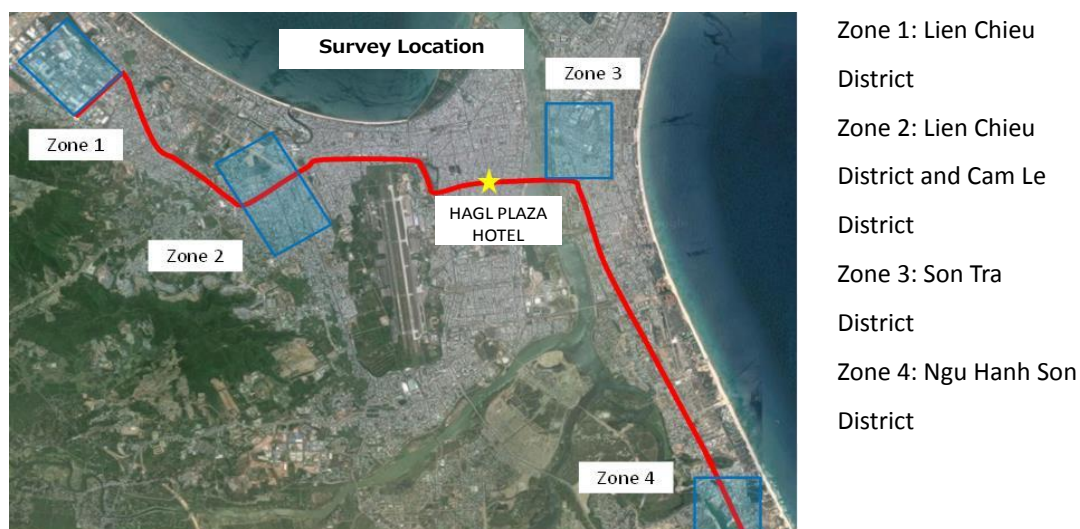 Survey Location
Zone 3
Zone 1
HAGL PLAZA
HOTEL
Zone 2
Zone 4
Zone 1: Lien Chieu
District
Zone 2: Lien Chieu
District and Cam Le
District
Zone 3: Son Tra
District
Zone 4: Ngu Hanh Son
District